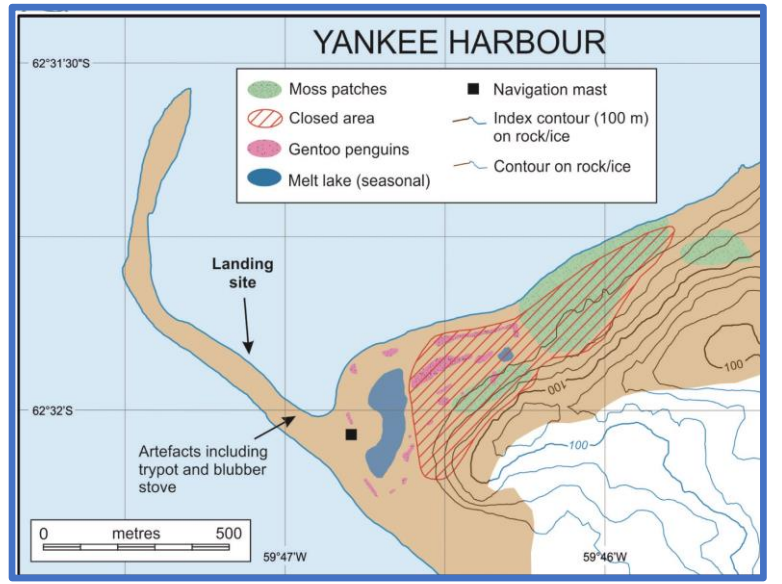 YANKEE HARBOUR
62°31'30"S
Moss patches
Closed area
Gentoo penguins
Melt lake (seasonal)
Navigation mast
Index contour (100 m)
on rock/ice
Contour on rock/ice
Landing
site
100
100
62°32'S
Artefacts including
trypot and blubber
stove
100
0 metres 500
59°47'W
59°46'W